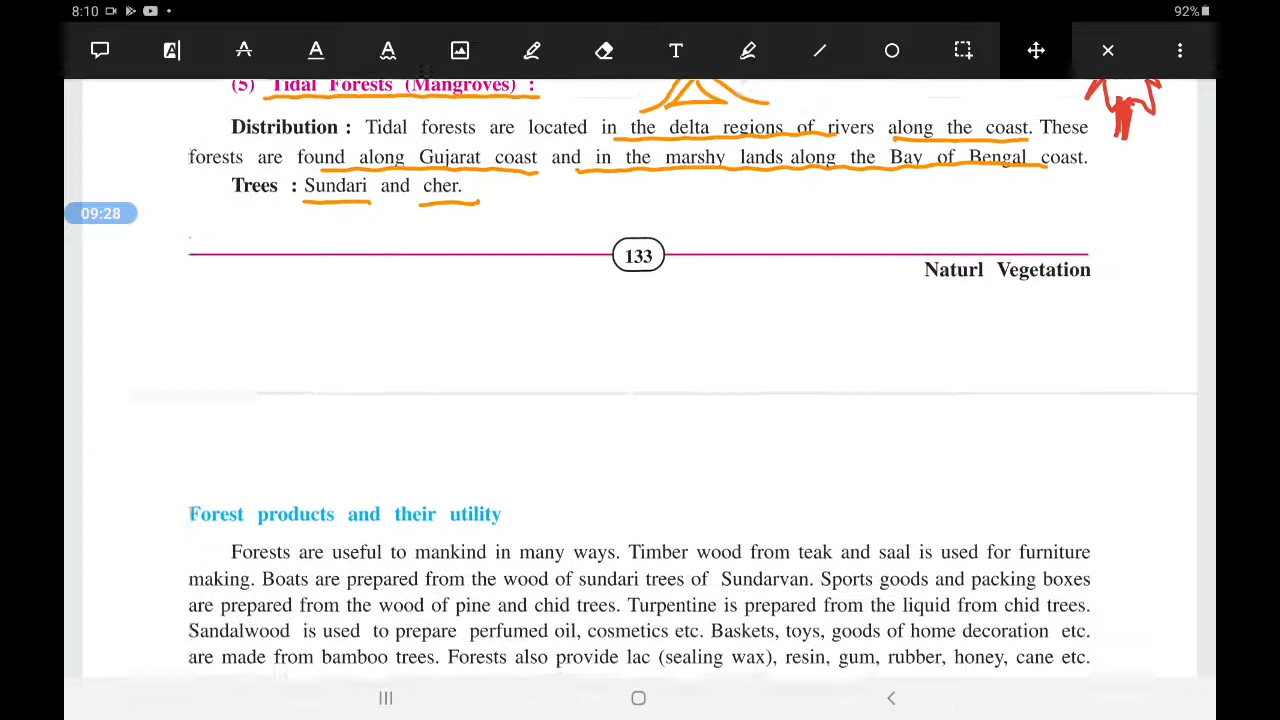 8:10
92%
(5) Tidal Forests (Mangroves) :
Distribution : Tidal forests are located in the delta regions of rivers along the coast. These
forests are found along Gujarat coast and in the marshy lands along the Bay of Bengal coast.
Trees : Sundari and cher.
09:28
133
Naturl Vegetation
Forest products and their utility
Forests are useful to mankind in many ways. Timber wood from teak and saal is used for furniture
making. Boats are prepared from the wood of sundari trees of Sundarvan. Sports goods and packing boxes
are prepared from the wood of pine and chid trees. Turpentine is prepared from the liquid from chid trees.
Sandalwood is used to prepare perfumed oil, cosmetics etc. Baskets, toys, goods of home decoration etc.
are made from bamboo trees. Forests also provide lac (sealing wax), resin, gum, rubber, honey, cane etc.